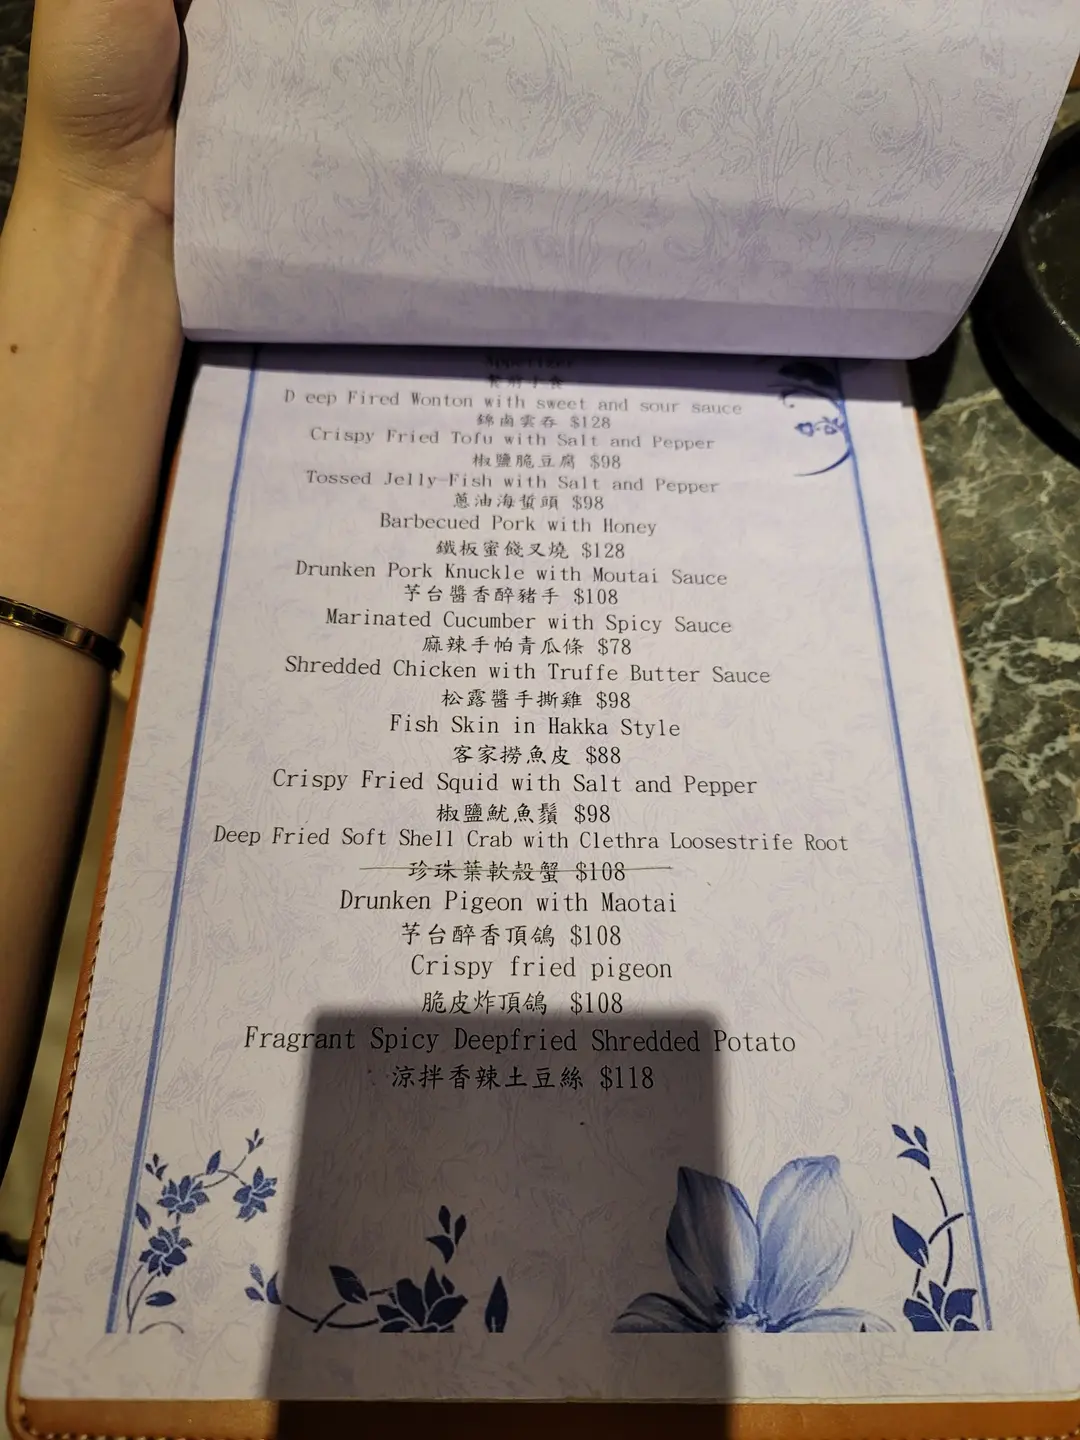 Appetizer
餐前手食
D eep Fired Wonton with sweet and sour sauce
錦鹵雲吞 $128
Crispy Fried Tofu with Salt and Pepper
椒鹽脆豆腐 $98
Tossed Jelly-Fish with Salt and Pepper
蔥油海蜇頭 $98
Barbecued Pork with Honey
鐵板蜜餞叉燒 $128
Drunken Pork Knuckle with Moutai Sauce
芧台醬香醉豬手 $108
Marinated Cucumber with Spicy Sauce
麻辣手帕青瓜條 $78
Shredded Chicken with Truffe Butter Sauce
松露醬手撕雞 $98
Fish Skin in Hakka Style
客家撈魚皮 $88
Crispy Fried Squid with Salt and Pepper
椒鹽魷魚鬚 $98
Deep Fried Soft Shell Crab with Clethra Loosestrife Root
珍珠葉軟殼蟹 $108
Drunken Pigeon with Maotai
芧台醉香頂鴿 $108
Crispy fried pigeon
脆皮炸頂鴿 $108
Fragrant Spicy Deepfried Shredded Potato
涼拌香辣土豆絲 $118